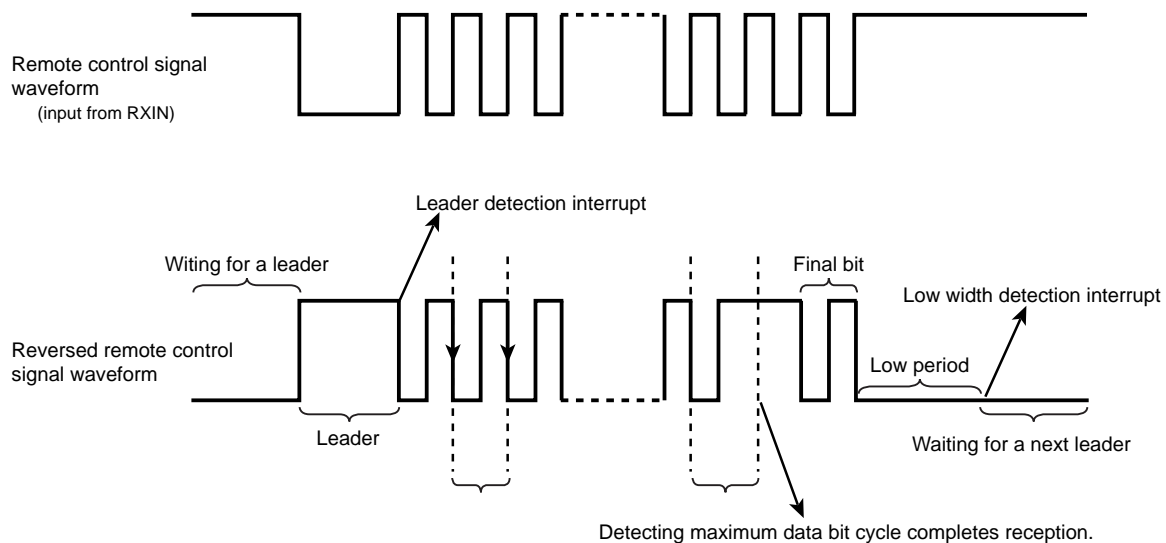 Remote control signal
waveform
(input from RXIN)
Leader detection interrupt
Witing for a leader
Final bit
Low width detection interrupt
Reversed remote control
signal waveform
Low period
Leader
Waiting for a next leader
Detecting maximum data bit cycle completes reception.